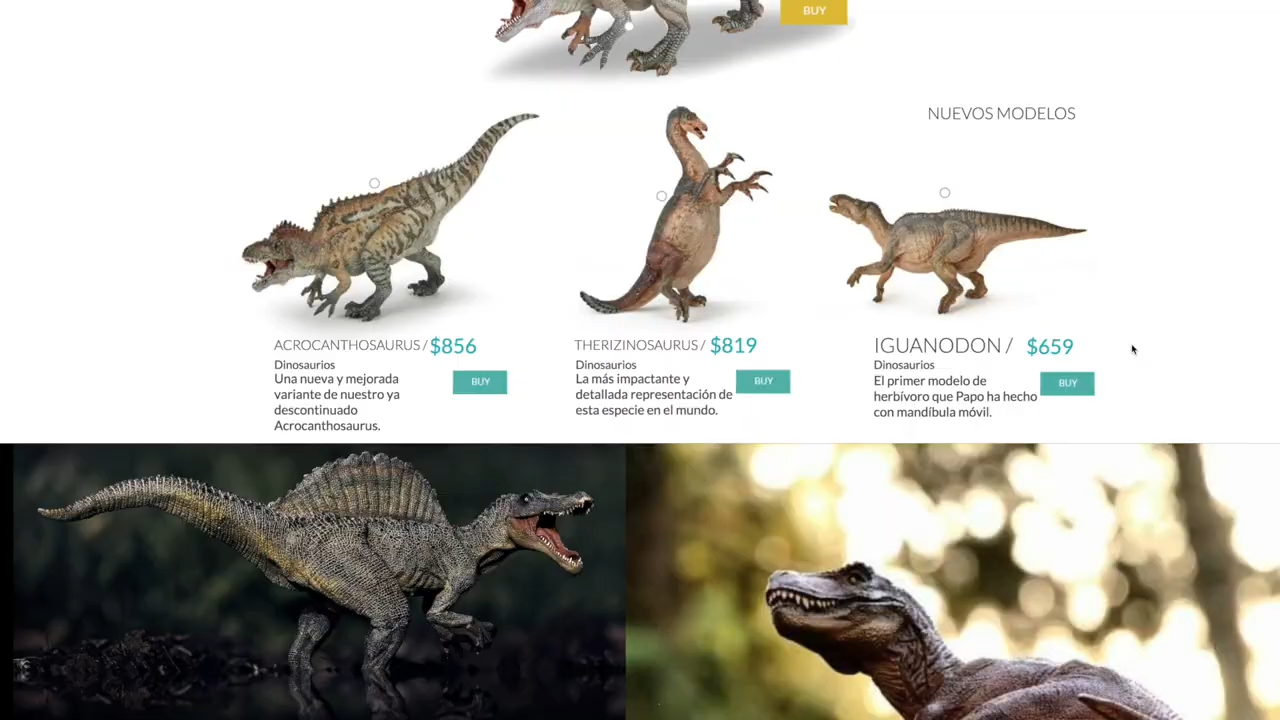 BUY
NUEVOS MODELOS
ACROCANTHOSAURUS / $856
Dinosaurios
Una nueva y mejorada
variante de nuestro ya
descontinuado
Acrocanthosaurus.
BUY
THERIZINOSAURUS / $819
Dinosaurios
La más impactante y
detallada representación de
esta especie en el mundo.
BUY
IGUANODON / $659
Dinosaurios
El primer modelo de
herbívoro que Papo ha hecho
con mandíbula móvil.
BUY